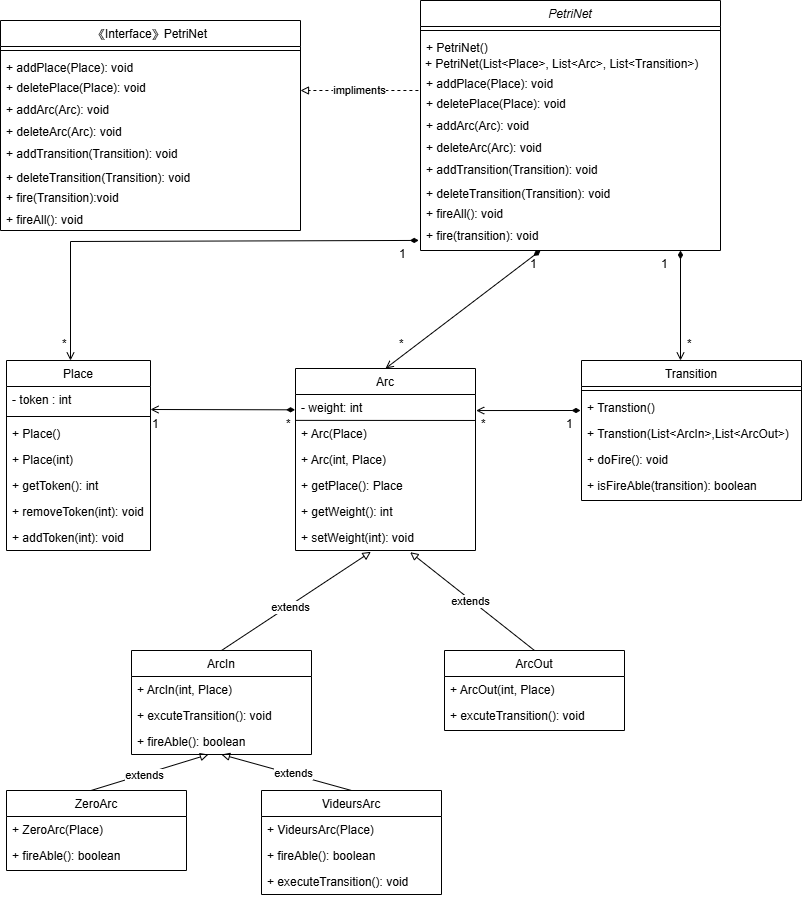 《Interface》PetriNet
+ addPlace(Place): void
+ deletePlace(Place): void
+ addArc(Arc): void
+ deleteArc(Arc): void
+ addTransition(Transition): void
+ deleteTransition(Transition): void
+ fire(Transition):void
+ fireAll(): void
impliments
PetriNet
+ PetriNet()
+ PetriNet(List<Place>, List<Arc>, List<Transition>)
+ addPlace(Place): void
+ deletePlace(Place): void
+ addArc(Arc): void
+ deleteArc(Arc): void
+ addTransition(Transition): void
+ deleteTransition(Transition): void
+ fireAll(): void
+ fire(transition): void
1
1
1
*
*
*
Place
- token : int
+ Place()
+ Place(int)
+ getToken(): int
+ removeToken(int): void
+ addToken(int): void
1
*
Arc
- weight: int
+ Arc(Place)
+ Arc(int, Place)
+ getPlace(): Place
+ getWeight(): int
+ setWeight(int): void
*
1
Transition
+ Transtion()
+ Transtion(List<ArcIn>,List<ArcOut>)
+ doFire(): void
+ isFireAble(transition): boolean
extends
extends
ArcIn
+ ArcIn(int, Place)
+ excuteTransition(): void
+ fireAble(): boolean
ArcOut
+ ArcOut(int, Place)
+ excuteTransition(): void
extends
extends
ZeroArc
+ ZeroArc(Place)
+ fireAble(): boolean
VideursArc
+ VideursArc(Place)
+ fireAble(): boolean
+ executeTransition(): void